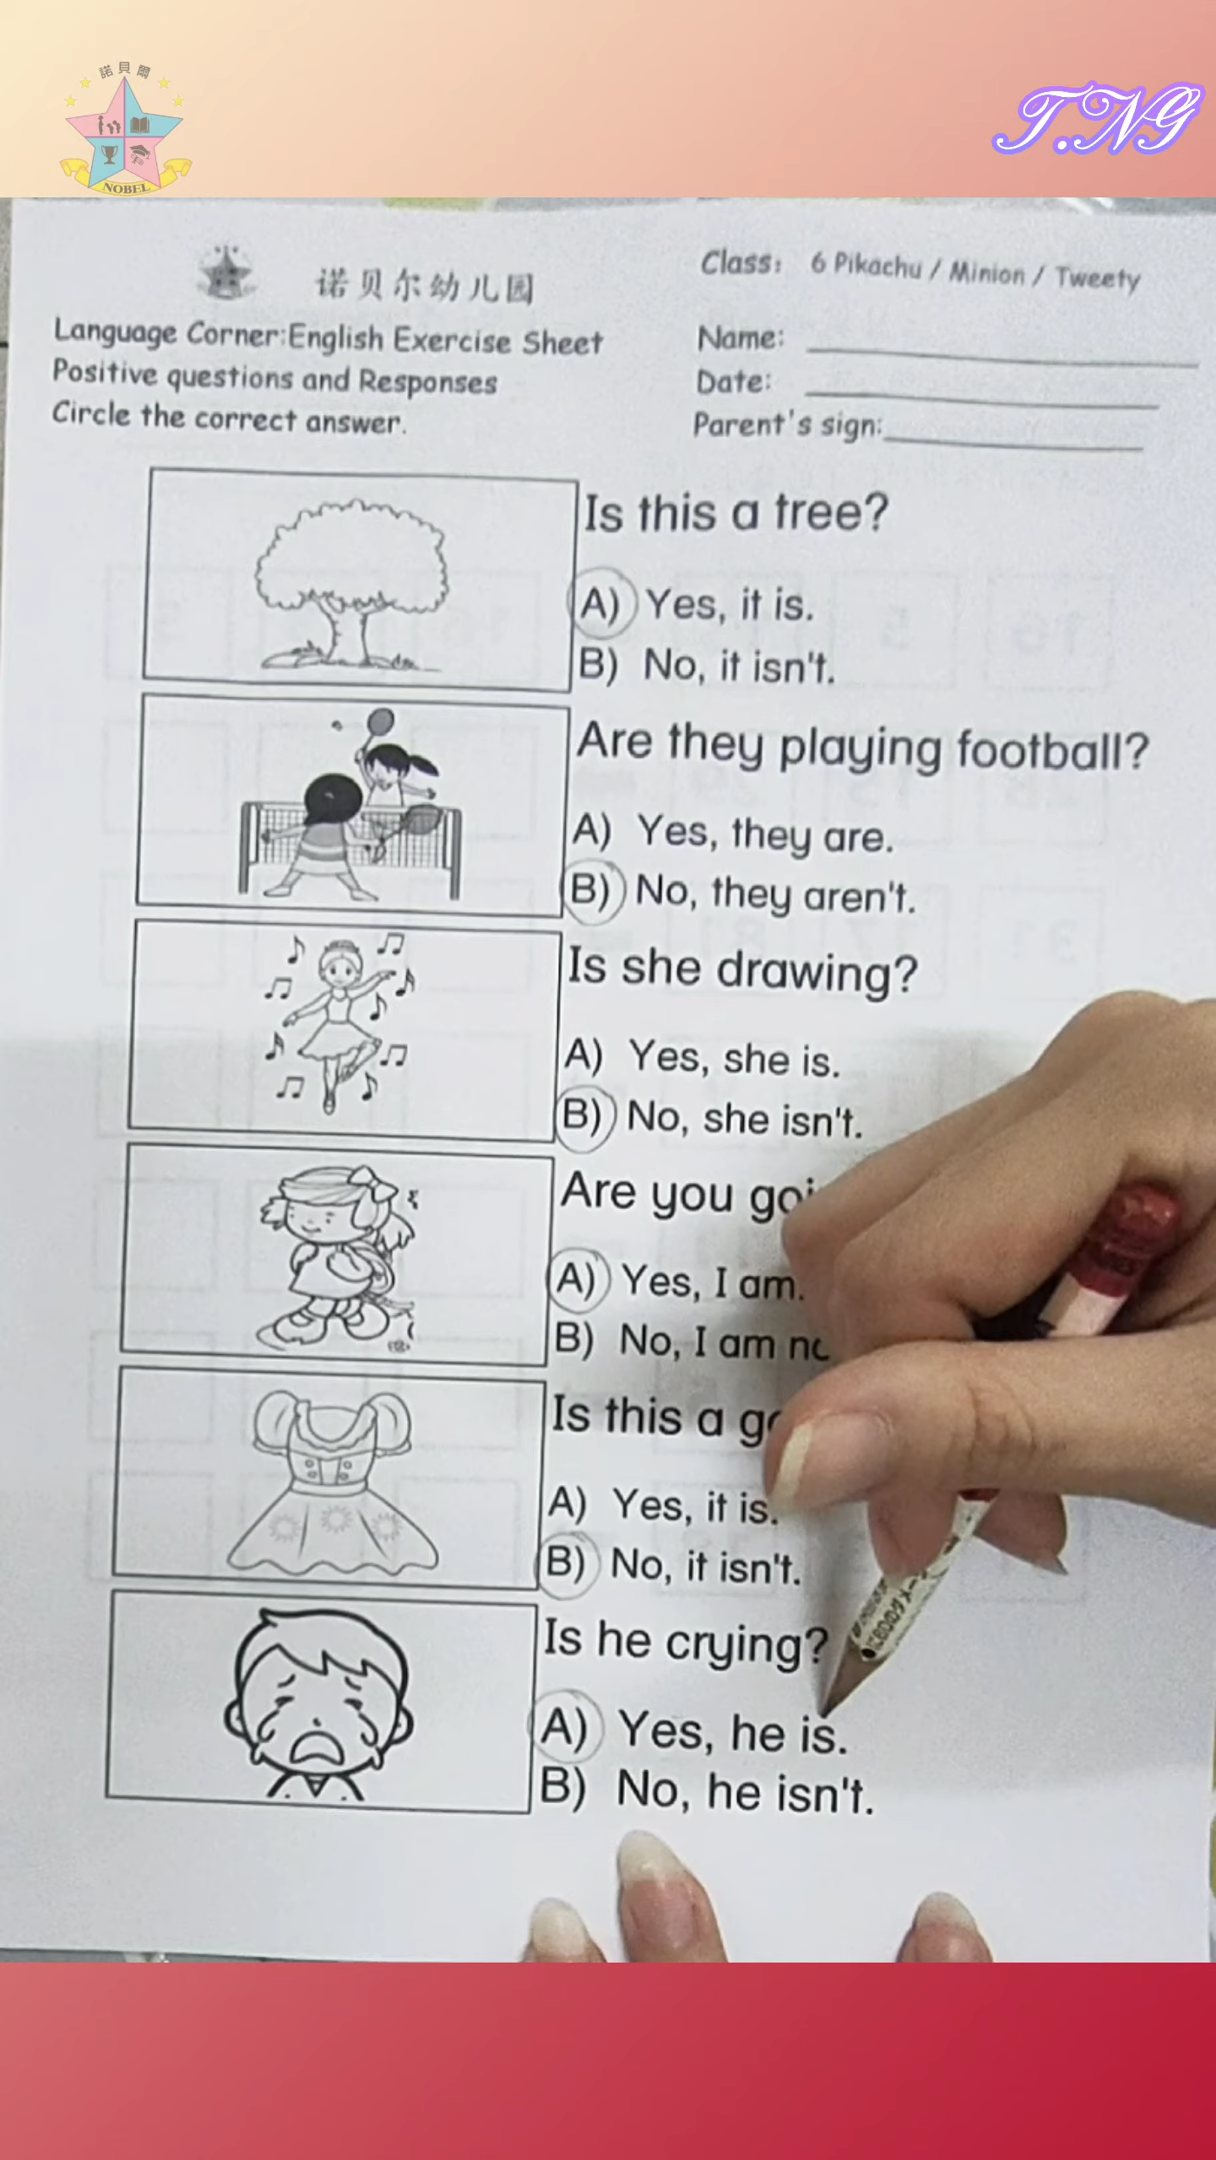 諾貝爾
NOBEL
T.NG
诺贝尔幼儿园
Class: 6 Pikachu / Minion / Tweety
Language Corner:English Exercise Sheet
Name:
Positive questions and Responses
Date:
Circle the correct answer.
Parent's sign:
Is this a tree?
A) Yes, it is.
B) No, it isn't.
Are they playing football?
A) Yes, they are.
B) No, they aren't.
Is she drawing?
A) Yes, she is.
B) No, she isn't.
Are you
A) Yes, I am.
B) No, I am
Is this a
A) Yes, it is.
B) No, it isn't.
Is he crying?
A) Yes, he is.
B) No, he isn't.